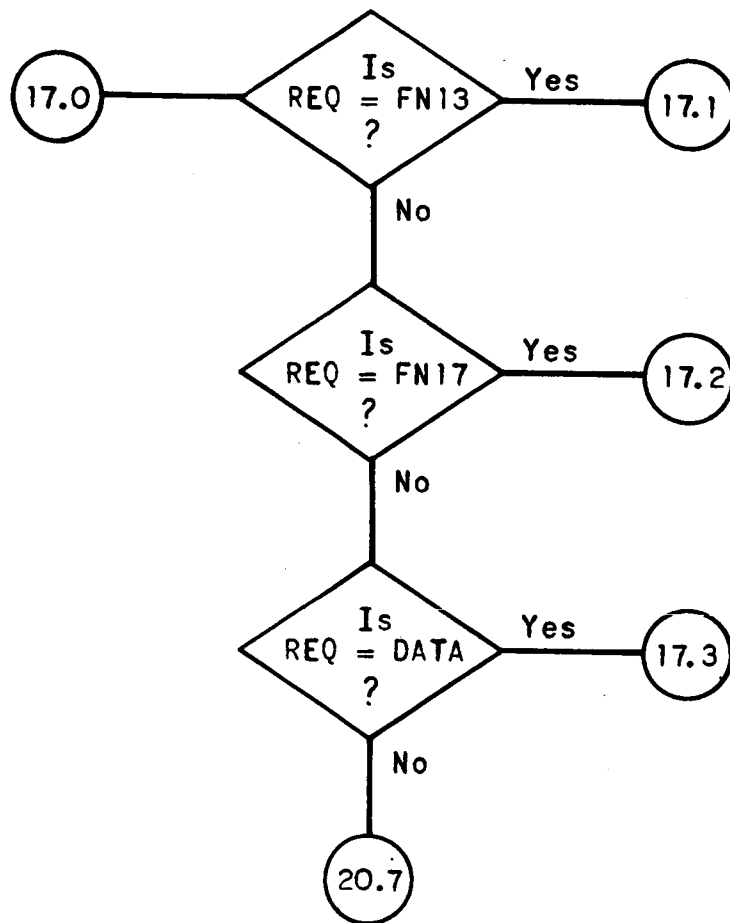 Is
17.0
REQ = FN13
Yes
17.1
?
No
Is
REQ = FN17
Yes
17.2
?
No
Is
REQ = DATA
Yes
17.3
?
No
20.7